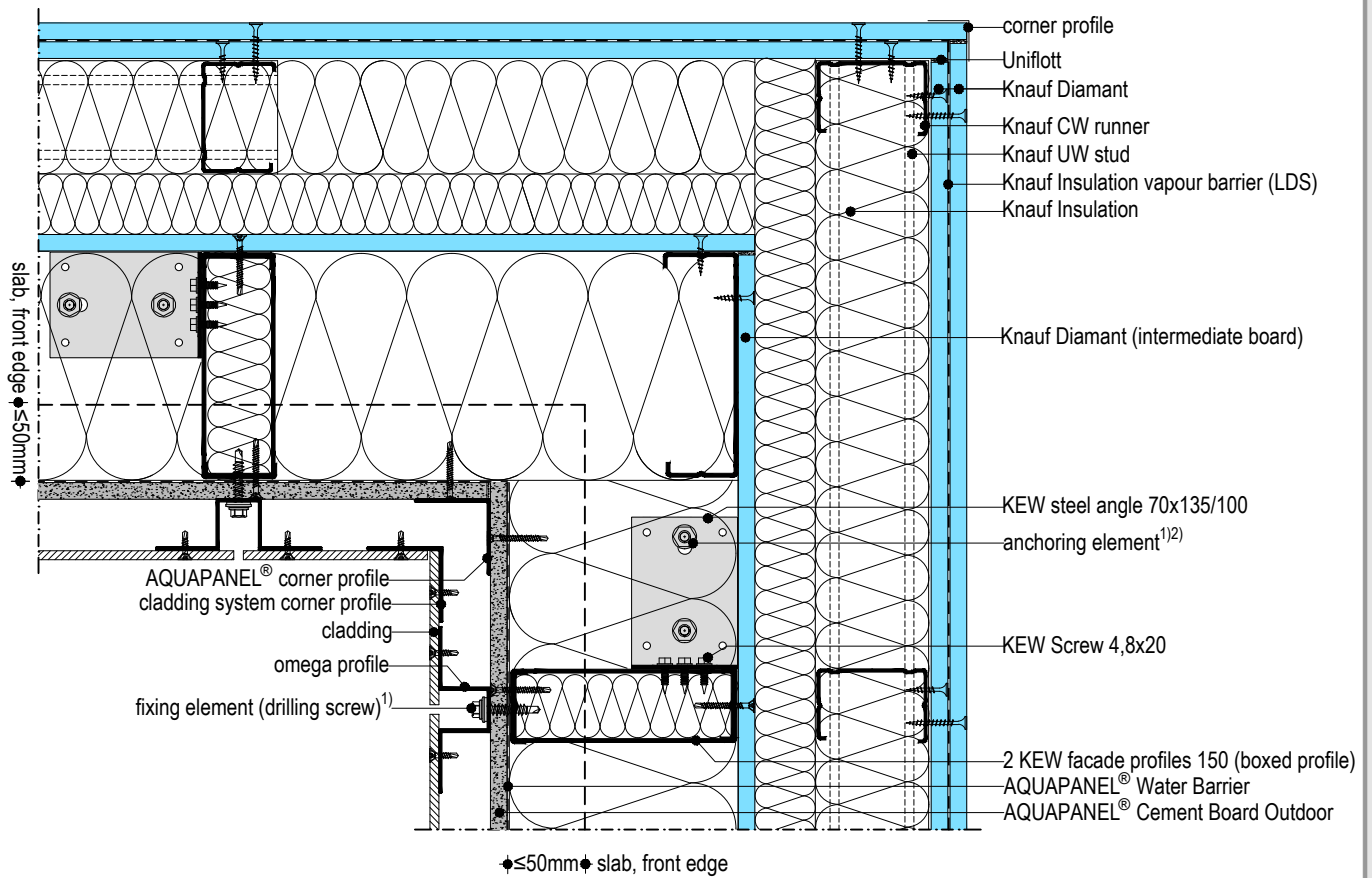 corner profile
Uniflott
Knauf Diamant
Knauf CW runner
Knauf UW stud
Knauf Insulation vapour barrier (LDS)
Knauf Insulation
Knauf Diamant (intermediate board)
slab, front edge
≤50mm
KEW steel angle 70x135/100
anchoring element1)2)
AQUAPANEL® corner profile
cladding system corner profile
cladding
omega profile
fixing element (drilling screw)1)
KEW Screw 4,8x20
2 KEW facade profiles 150 (boxed profile)
AQUAPANEL® Water Barrier
AQUAPANEL® Cement Board Outdoor
≤50mm slab, front edge